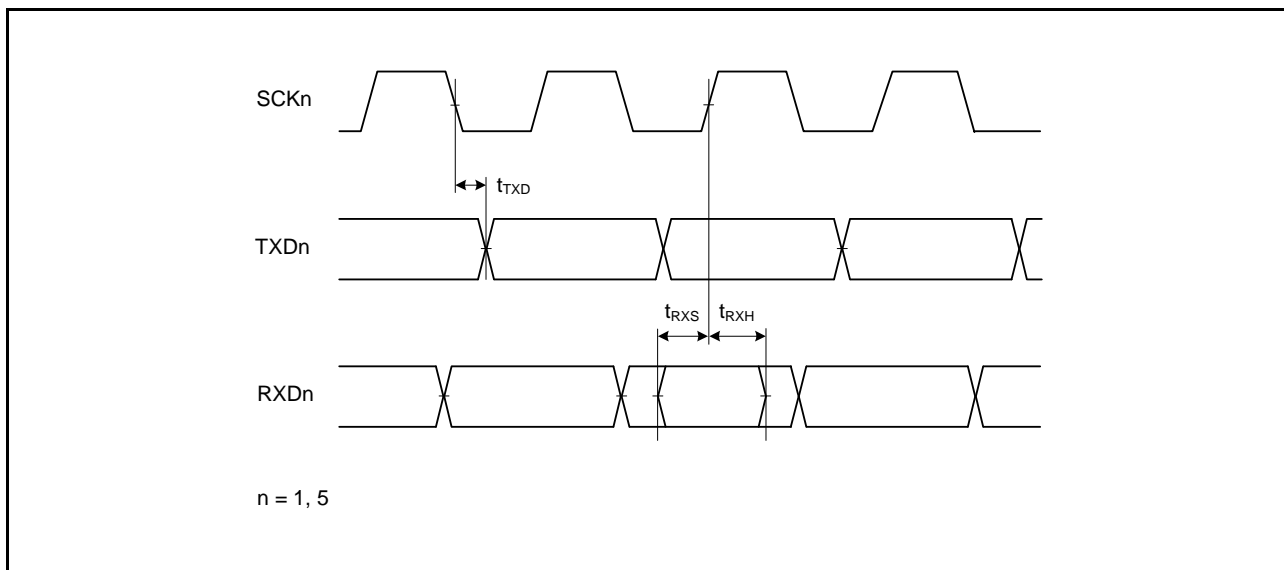 SCKn
tTXD
TXDn
tRXS tRXH
RXDn
n = 1, 5